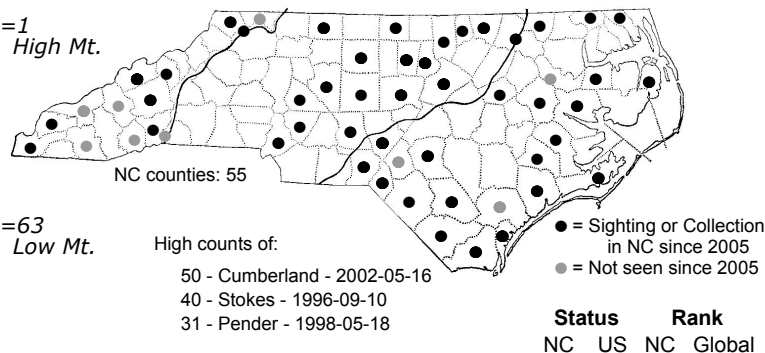 =1
High Mt.
NC counties: 55
=63
Low Mt.
High counts of:
50 - Cumberland - 2002-05-16
40 - Stokes - 1996-09-10
31 - Pender - 1998-05-18
● = Sighting or Collection
in NC since 2005
● = Not seen since 2005
Status Rank
NC US NC Global